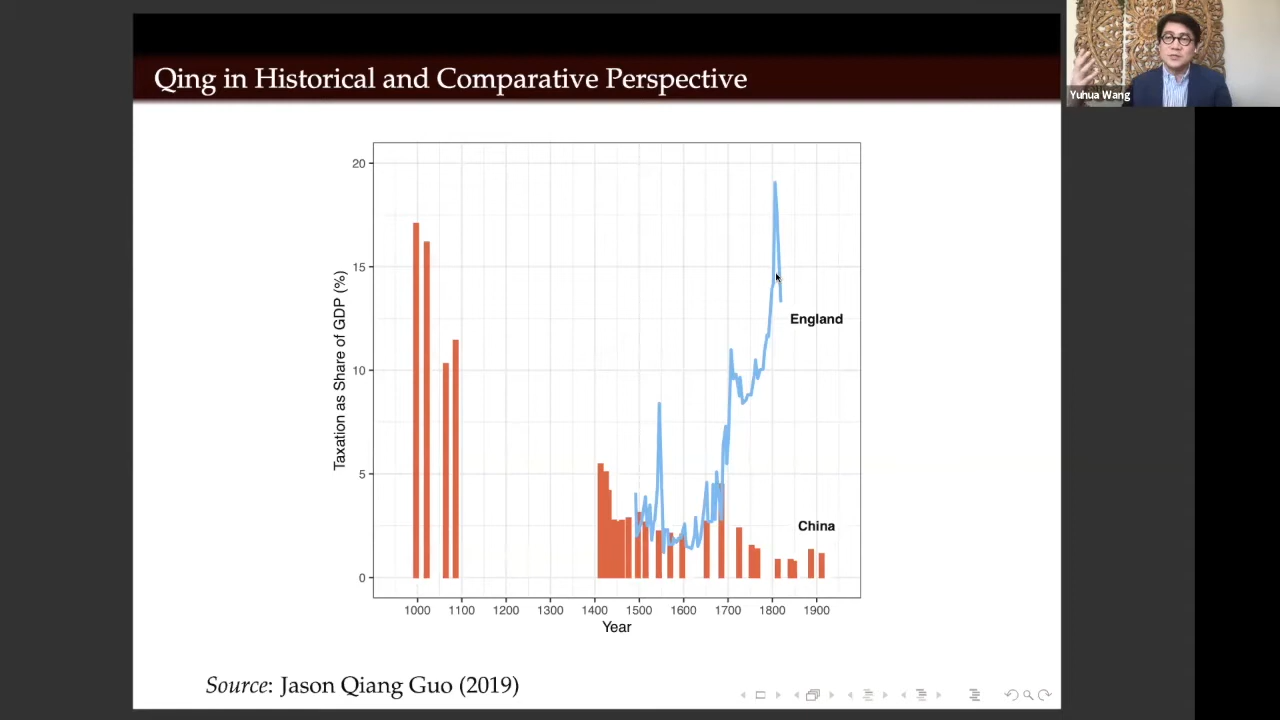 Qing in Historical and Comparative Perspective
Yuhua Wang
20
15
10
5
0
Taxation as Share of GDP (%)
England
China
1000 1100 1200 1300 1400 1500 1600 1700 1800 1900
Year
Source: Jason Qiang Guo (2019)